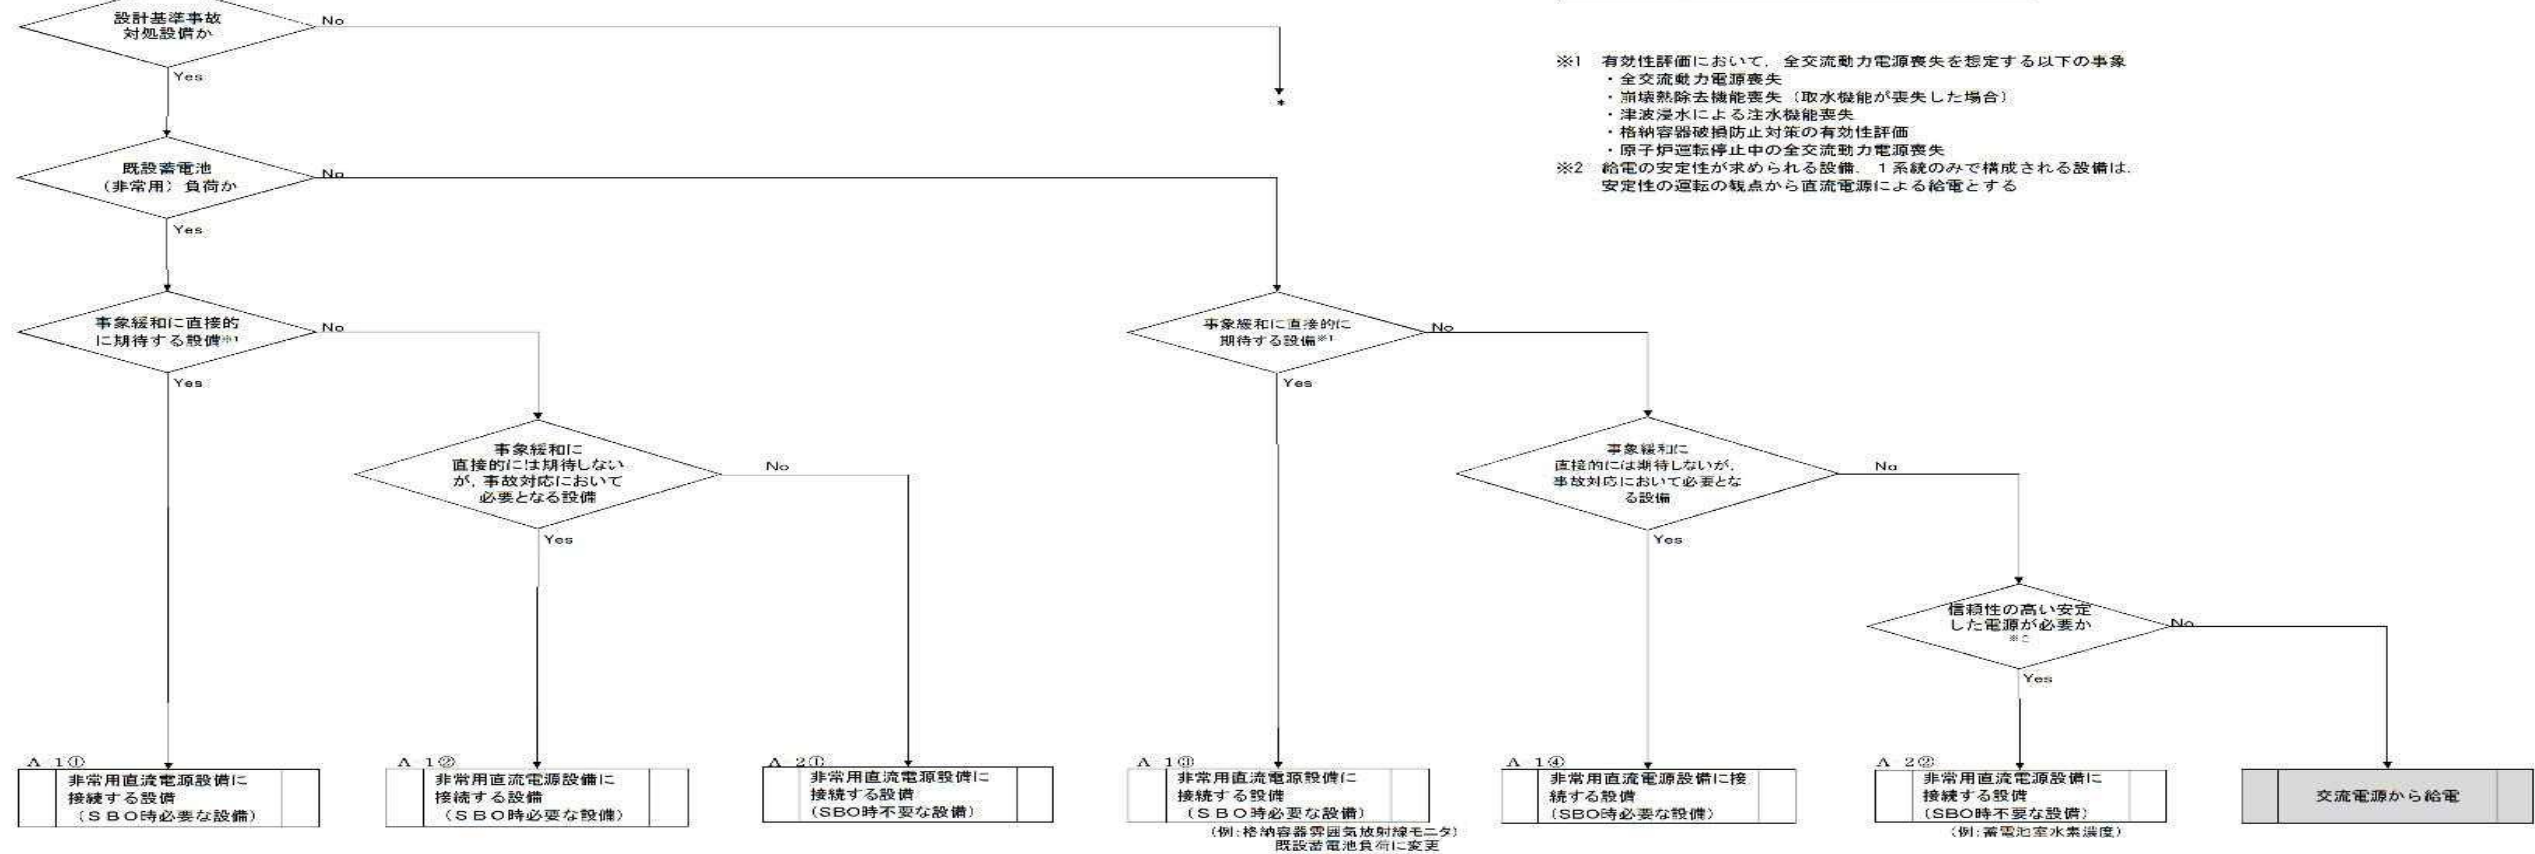 設計基準事故
対処設備か
No
Yes
*
※1 有効性評価において、全交流動力電源喪失を想定する以下の事象
・全交流動力電源喪失
・崩壊熱除去機能喪失(取水機能が喪失した場合)
・津波浸水による注水機能喪失
・格納容器破損防止対策の有効性評価
・原子炉運転停止中の全交流動力電源喪失
※2 給電の安定性が求められる設備、1系統のみで構成される設備は、
安定性の運転の観点から直流電源による給電とする
既設蓄電池
(非常用)負荷か
No
Yes
事象緩和に直接的
に期待する設備※1
No
Yes
事象緩和に直接的に
期待する設備※1
No
Yes
事象緩和に
直接的には期待しない
が、事故対応において
必要となる設備
No
Yes
事象緩和に
直接的には期待しないが、
事故対応において必要とな
る設備
No
Yes
信頼性の高い安定
した電源が必要か
※2
No
Yes
A 1①
非常用直流電源設備に
接続する設備
(SBO時必要な設備)
A 1②
非常用直流電源設備に
接続する設備
(SBO時必要な設備)
A 2①
非常用直流電源設備に
接続する設備
(SBO時不要な設備)
A 1③
非常用直流電源設備に
接続する設備
(SBO時必要な設備)
(例:格納容器雰囲気放射線モニタ)
既設蓄電池負荷に変更
A 1④
非常用直流電源設備に接
続する設備
(SBO時必要な設備)
A 2②
非常用直流電源設備に
接続する設備
(SBO時不要な設備)
(例:蓄電池室水素濃度)
交流電源から給電